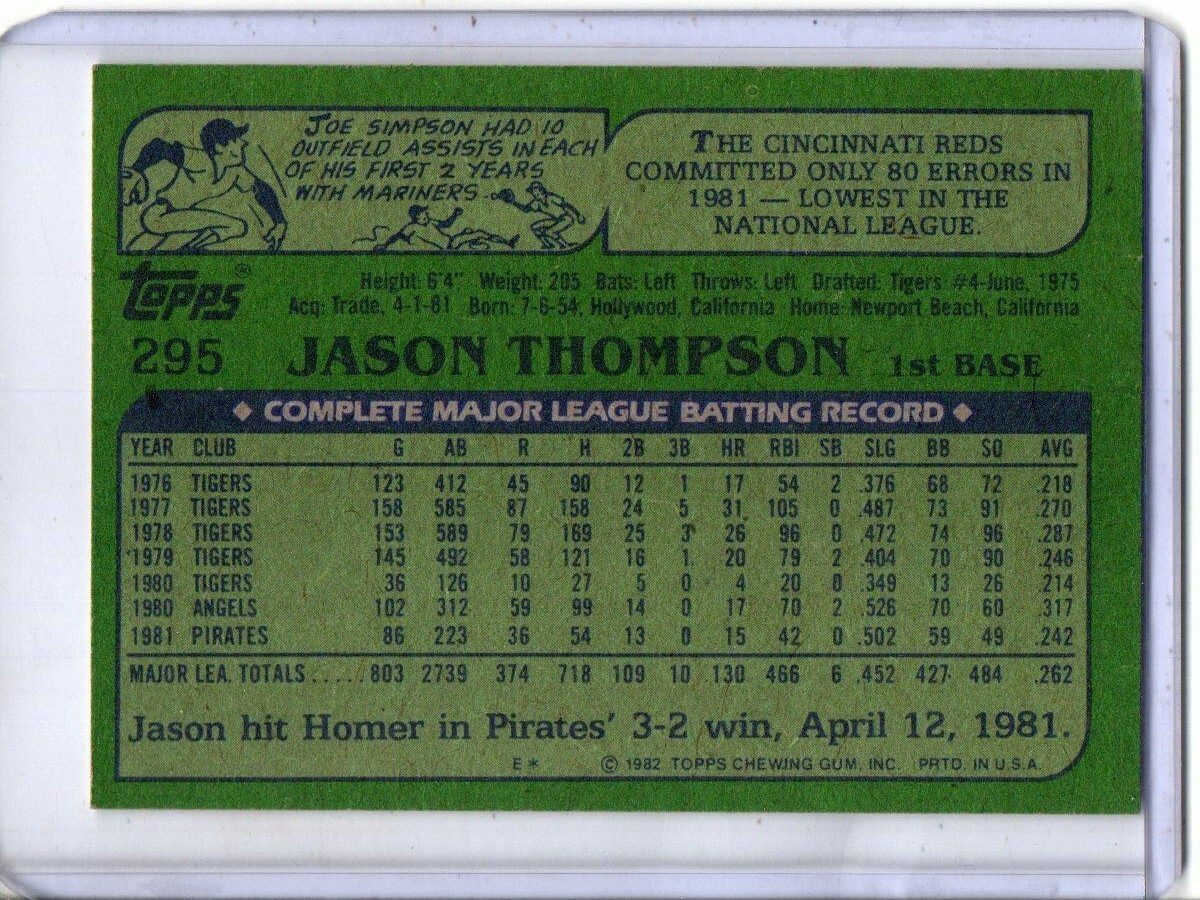 JOE SIMPSON HAD 10
OUTFIELD ASSISTS IN EACH
OF HIS FIRST 2 YEARS
WITH MARINERS.
THE CINCINNATI REDS
COMMITTED ONLY 80 ERRORS IN
1981 — LOWEST IN THE
NATIONAL LEAGUE.
Topps®
Height: 6'4" Weight: 205 Bats: Left Throws: Left Drafted: Tigers #4-June, 1975
Acq: Trade, 4-1-81 Born: 7-6-54, Hollywood, California Home: Newport Beach, California
295 JASON THOMPSON 1st BASE
◆ COMPLETE MAJOR LEAGUE BATTING RECORD ◆
YEAR CLUB G AB R H 2B 3B HR RBI SB SLG BB SO AVG
1976 TIGERS 123 412 45 90 12 1 17 54 2 .376 68 72 .218
1977 TIGERS 158 585 87 158 24 5 31 105 0 .487 73 91 .270
1978 TIGERS 153 589 79 169 25 3 26 96 0 .472 74 96 .287
1979 TIGERS 145 492 58 121 16 1 20 79 2 .404 70 90 .246
1980 TIGERS 36 126 10 27 5 0 4 20 0 .349 13 26 .214
1980 ANGELS 102 312 59 99 14 0 17 70 2 .526 70 60 .317
1981 PIRATES 86 223 36 54 13 0 15 42 0 .502 59 49 .242
MAJOR LEA. TOTALS.....803 2739 374 718 109 10 130 466 6 .452 427 484 .262
Jason hit Homer in Pirates' 3-2 win, April 12, 1981.
E* © 1982 TOPPS CHEWING GUM, INC. PRTD. IN U.S.A.